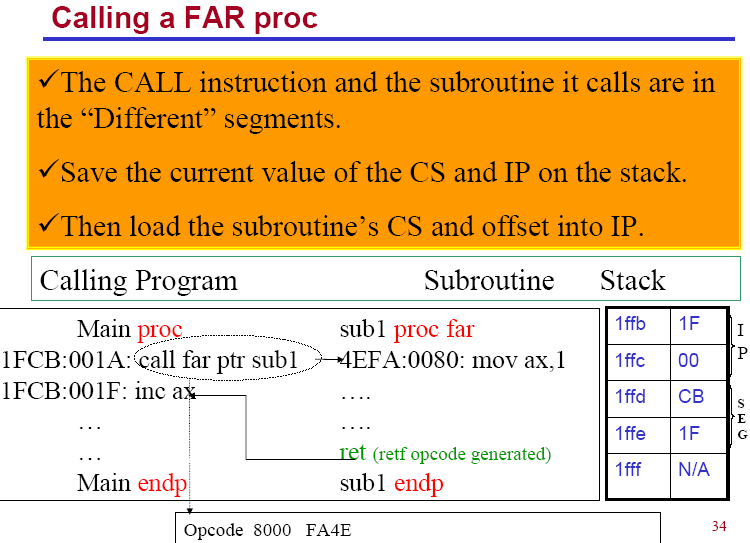 Calling a FAR proc
✓The CALL instruction and the subroutine it calls are in
the “Different” segments.
✓Save the current value of the CS and IP on the stack.
✓Then load the subroutine’s CS and offset into IP.
Calling Program Subroutine Stack
Main proc sub1 proc far
1FCB:001A: call far ptr sub1 4EFA:0080: mov ax,1
1FCB:001F: inc ax ….
… ….
… ret (retf opcode generated)
Main endp sub1 endp
1ffb 1F
1ffc 00
1ffd CB
1ffe 1F
1fff N/A
I
P
S
E
G
Opcode 8000 FA4E
34